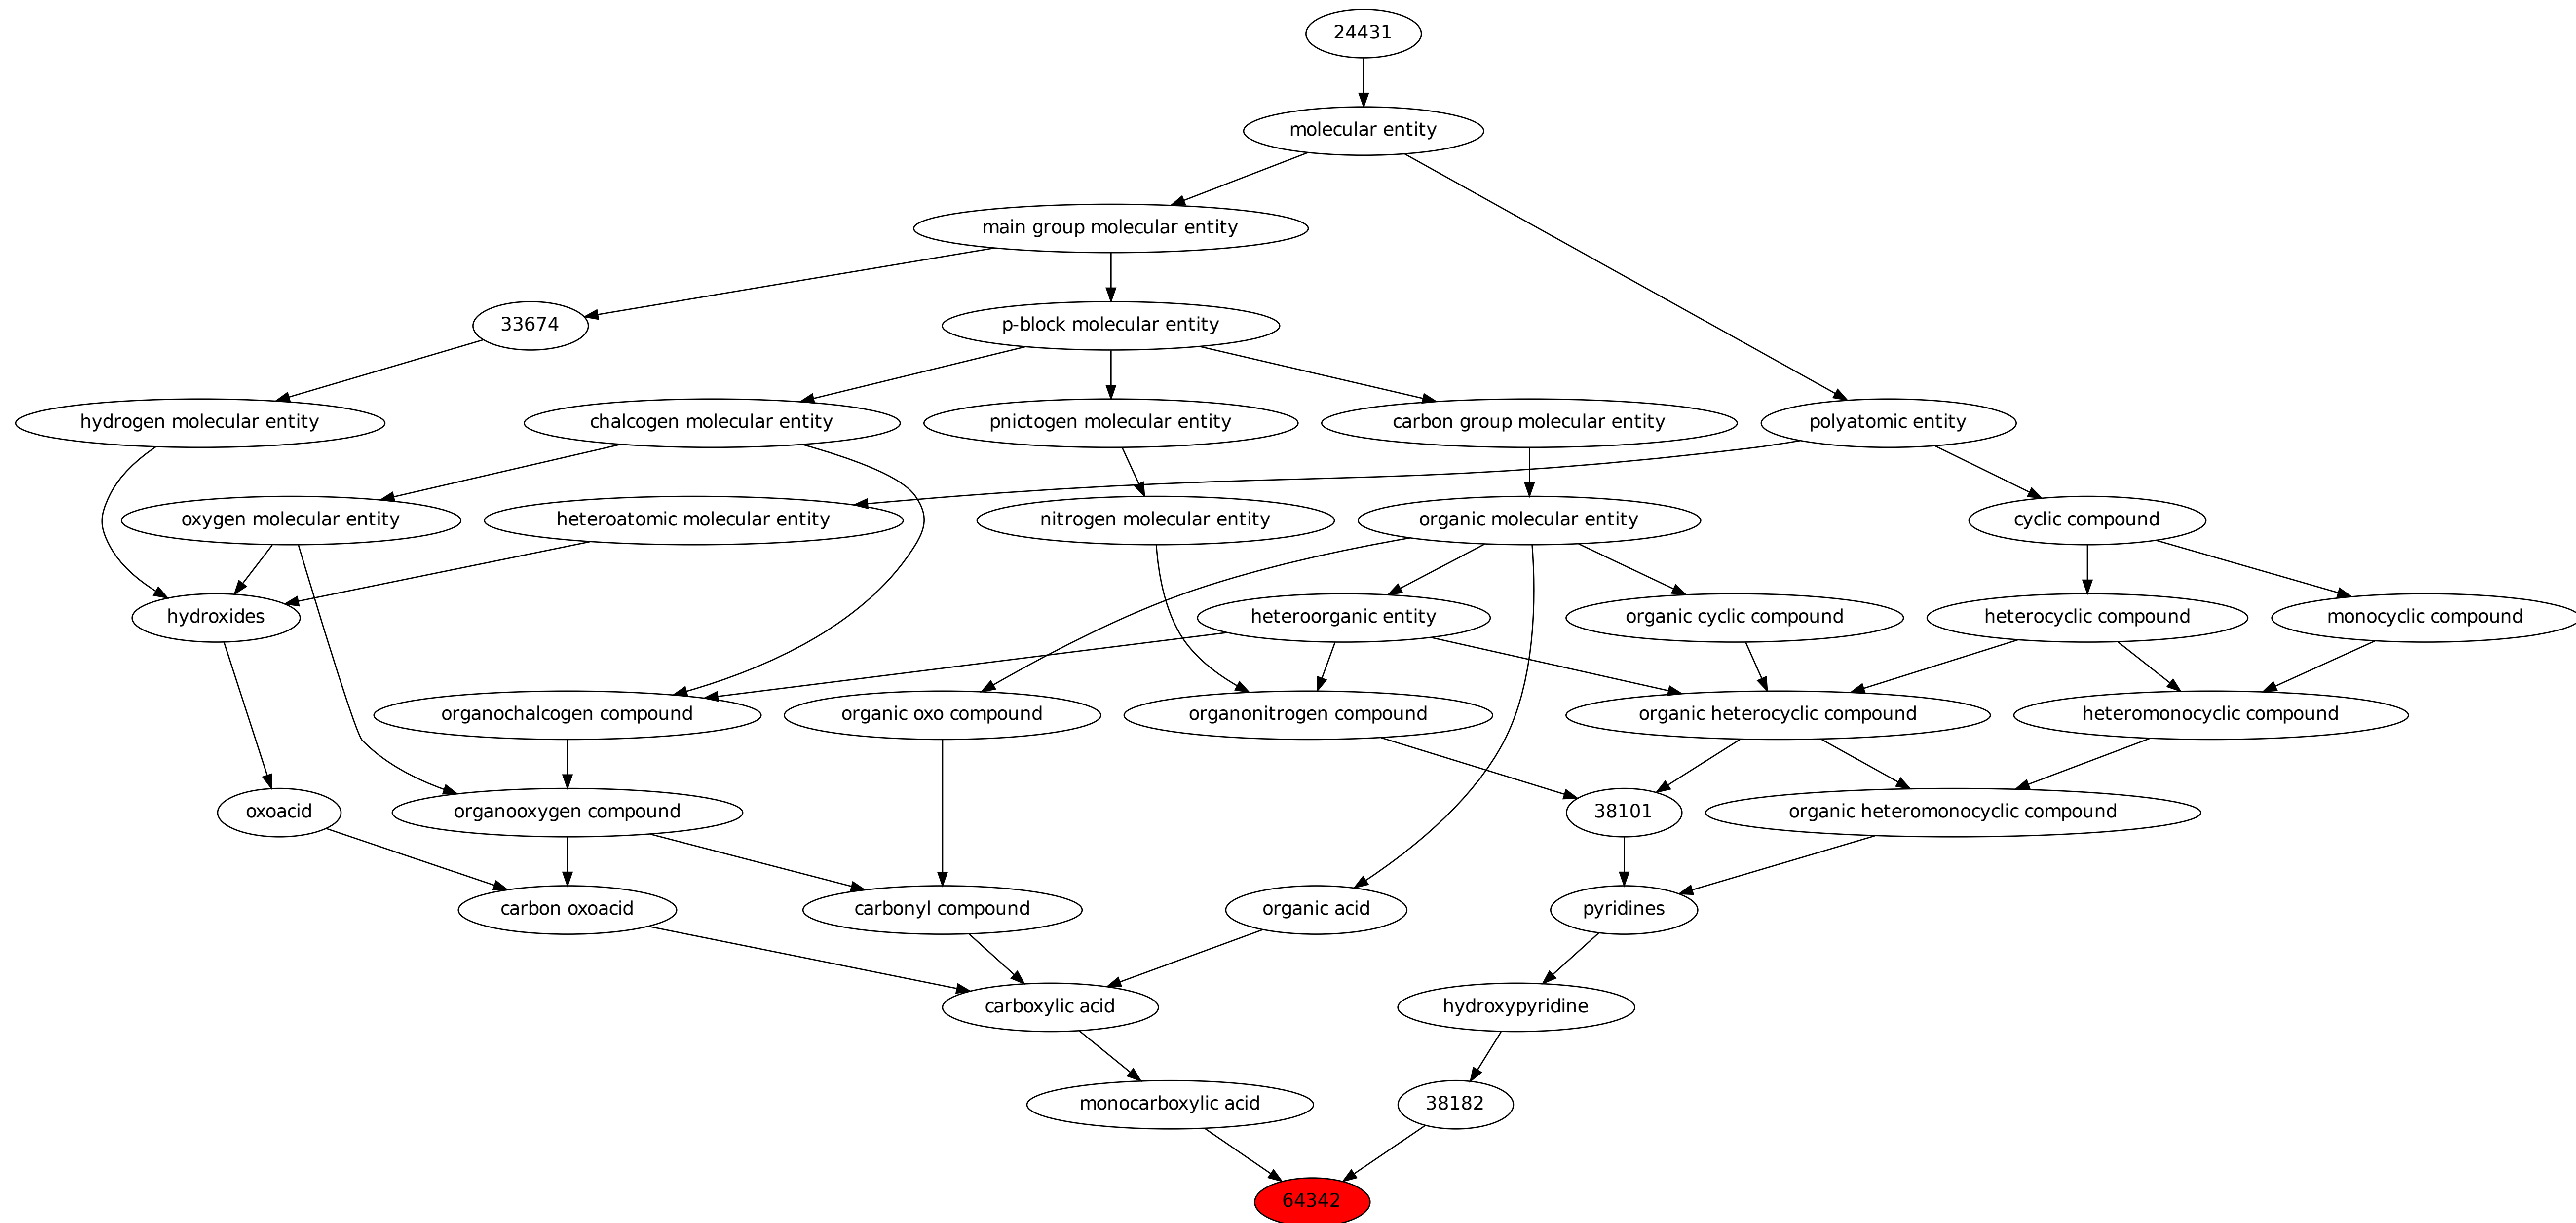 24431
molecular entity
main group molecular entity
33674
p-block molecular entity
hydrogen molecular entity
chalcogen molecular entity
pnictogen molecular entity
carbon group molecular entity
polyatomic entity
oxygen molecular entity
heteroatomic molecular entity
nitrogen molecular entity
organic molecular entity
cyclic compound
hydroxides
heteroorganic entity
organic cyclic compound
heterocyclic compound
monocyclic compound
organochalcogen compound
organic oxo compound
organonitrogen compound
organic heterocyclic compound
heteromonocyclic compound
oxoacid
organooxygen compound
38101
organic heteromonocyclic compound
carbon oxoacid
carbonyl compound
organic acid
pyridines
carboxylic acid
hydroxypyridine
monocarboxylic acid
38182
64342